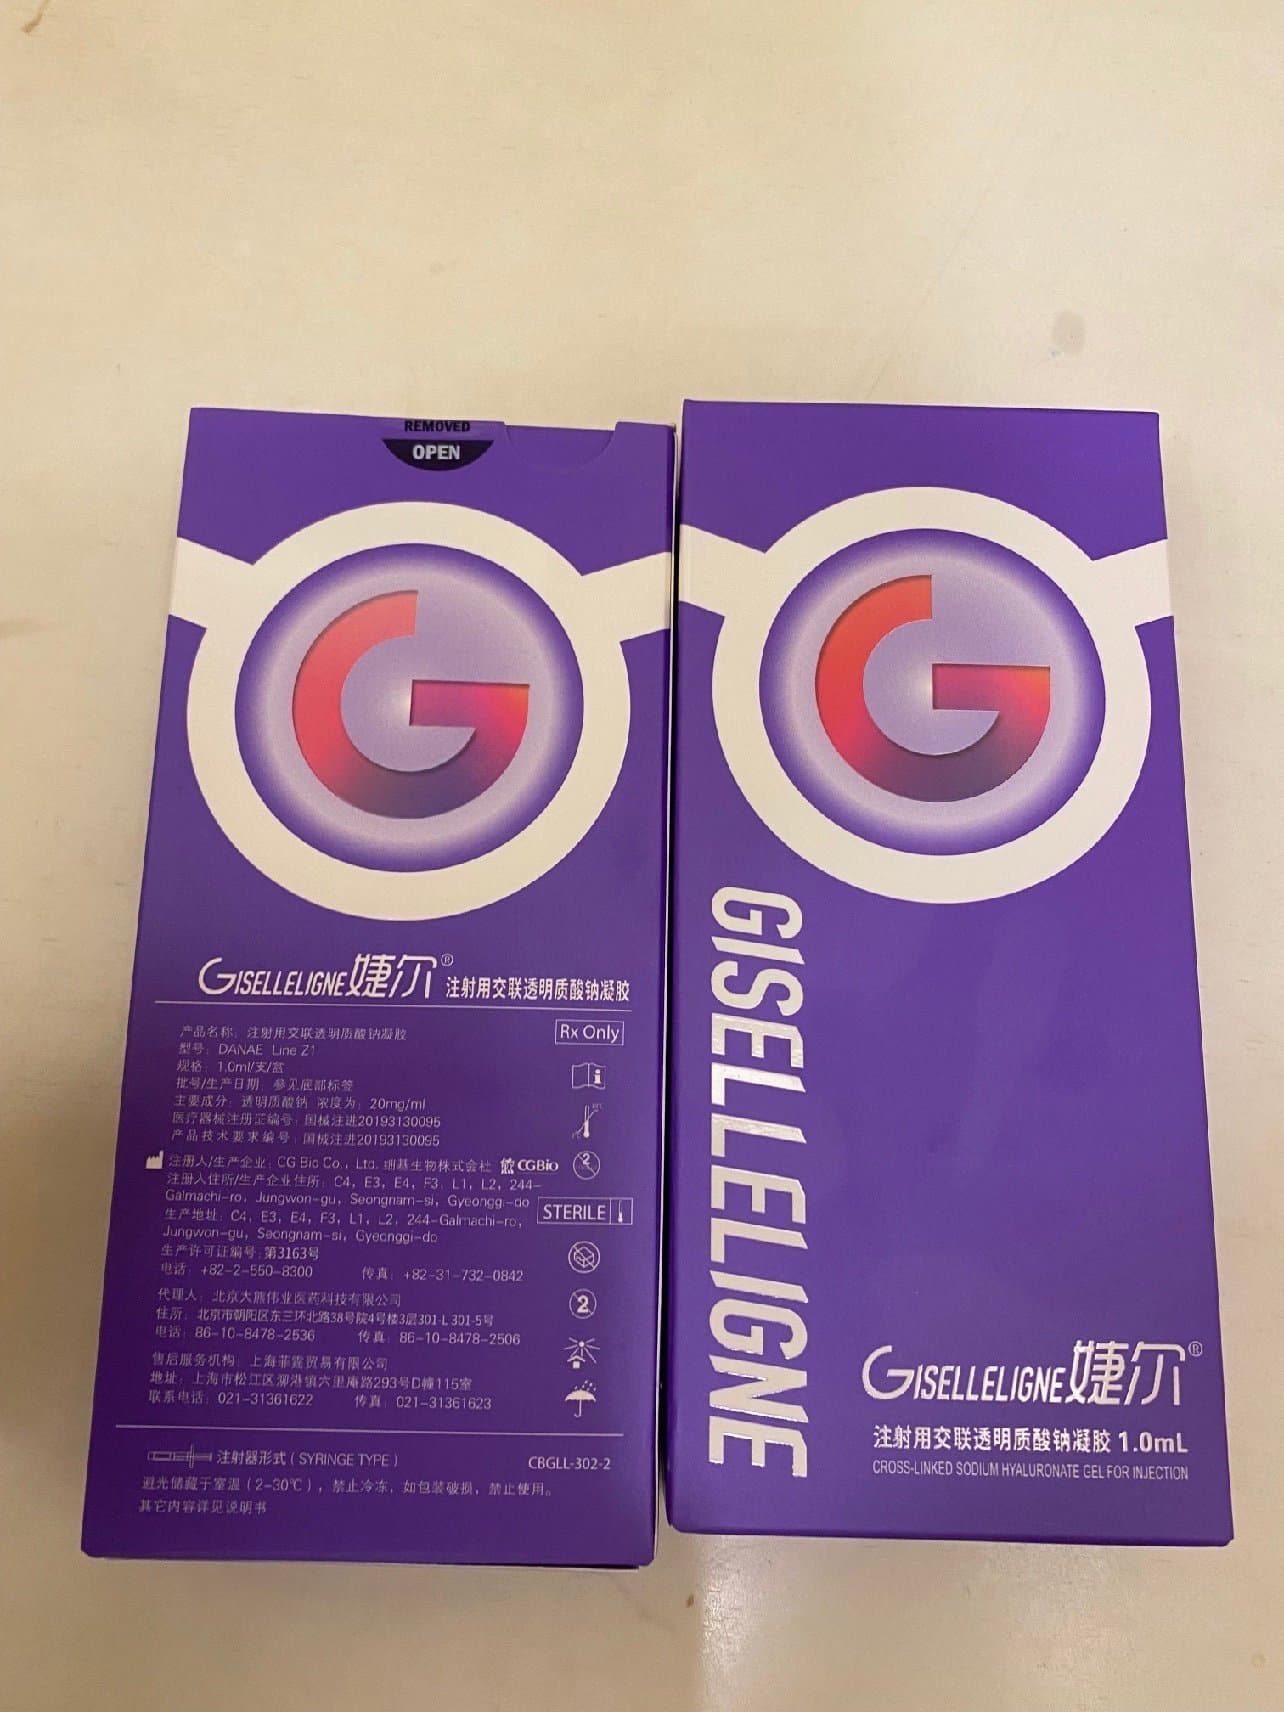 REMOVED
OPEN
GISELLELIGNE婕尔® 注射用交联透明质酸钠凝胶
产品名称：注射用交联透明质酸钠凝胶
Rx Only
型号：DANAE Line Z1
规格：1.0ml/支/盒
批号/生产日期：参见底部标签
主要成分：透明质酸钠 浓度为：20mg/ml
医疗器械注册证编号：国械注进20193130095
产品技术要求编号：国械注进20193130095
注册人/生产企业：CG Bio Co., Ltd. 细基生物株式会社 CGBio
注册人住所/生产企业住所：C4, E3, E4, F3, L1, L2, 244-
Galmachi-ro, Jungwon-gu, Seongnam-si, Gyeonggi-do
STERILE
生产地址：C4, E3, E4, F3, L1, L2, 244-Galmachi-ro,
Jungwon-gu, Seongnam-si, Gyeonggi-do
生产许可证编号：第3163号
电话：+82-2-550-8300 传真：+82-31-732-0842
2
代理人：北京大熊伟业医药科技有限公司
住所：北京市朝阳区东三环北路38号院4号楼3层301-L 301-5号
电话：86-10-8478-2536 传真：86-10-8478-2506
售后服务机构：上海菲霆贸易有限公司
地址：上海市松江区泖港镇六里庵路293号D幢115室
联系电话：021-31361622 传真：021-31361623
注射器形式（SYRINGE TYPE）
CBGLL-302-2
避光储藏于室温（2-30℃），禁止冷冻，如包装破损，禁止使用。
其它内容详见说明书
GISELLELIGNE
GISELLELIGNE婕尔®
注射用交联透明质酸钠凝胶 1.0mL
CROSS-LINKED SODIUM HYALURONATE GEL FOR INJECTION